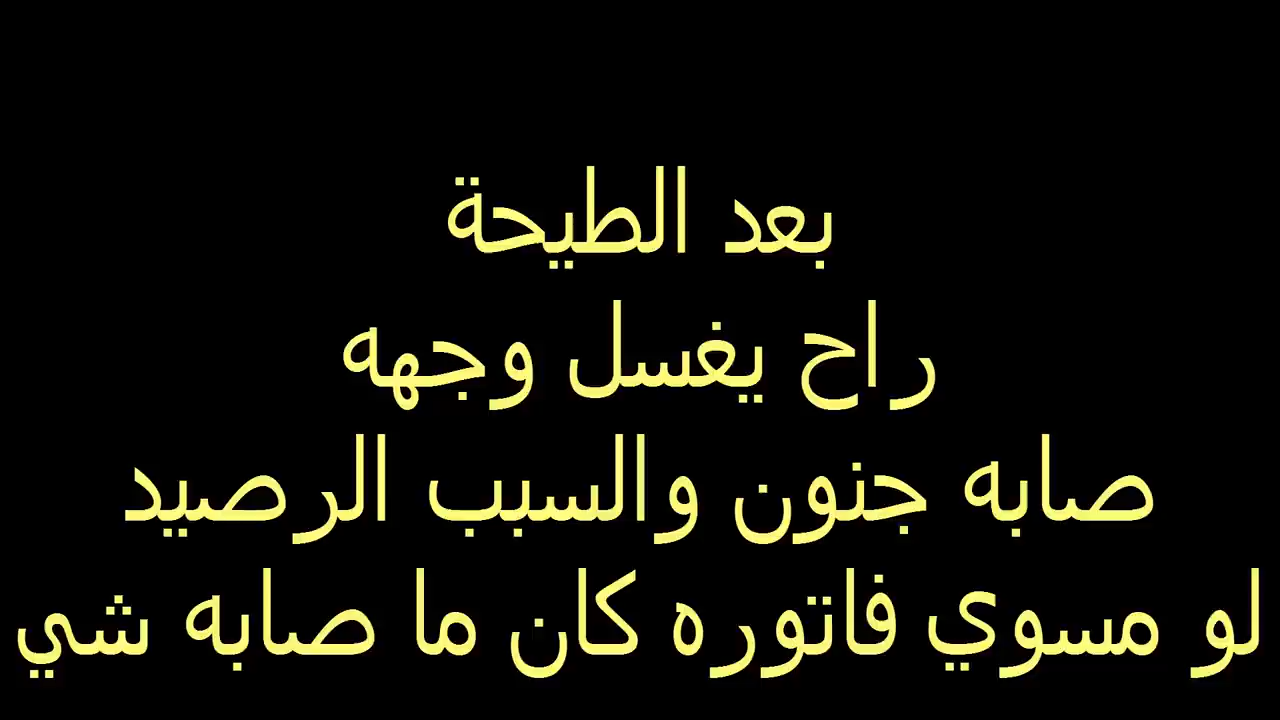 بعد الطيحة
راح يغسل وجهه
صابه جنون والسبب الرصيد
لو مسوي فاتوره كان ما صابه شي